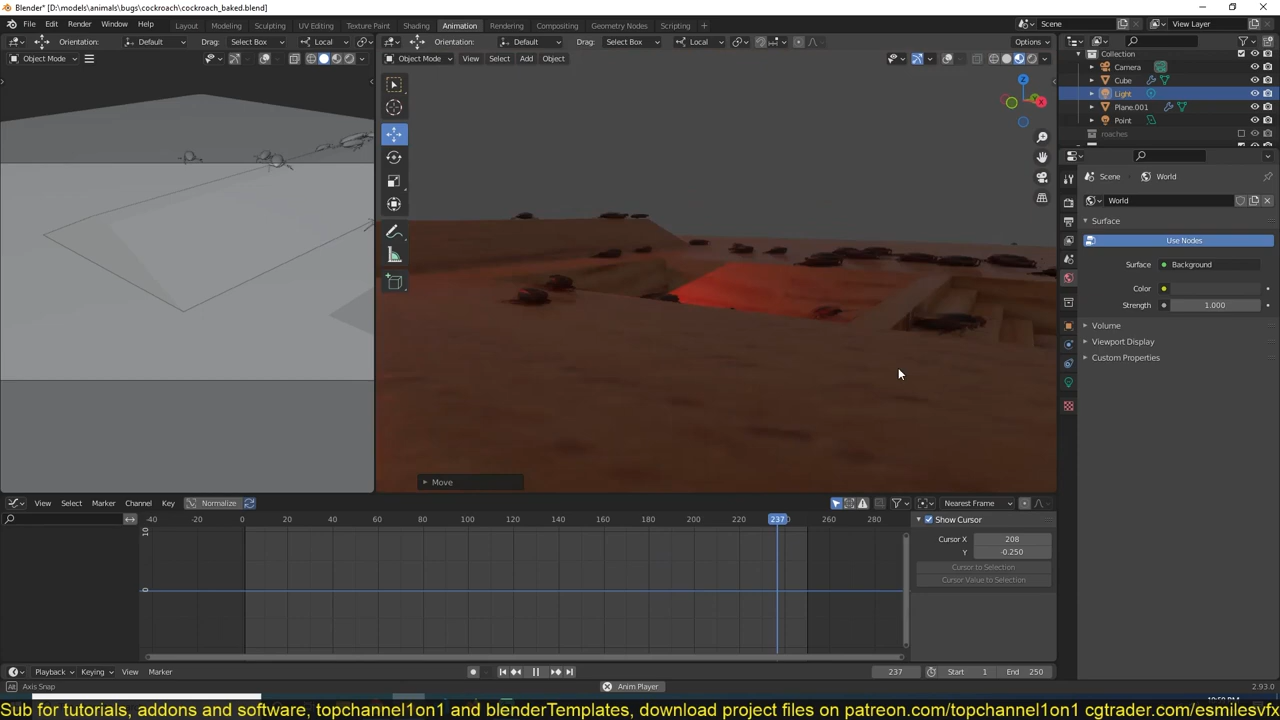 Blender* [D:\models\animals\bugs\cockroach\cockroach_baked.blend]
File Edit Render Window Help Layout Modeling Sculpting UV Editing Texture Paint Shading Animation Rendering Compositing Geometry Nodes Scripting + Scene View Layer
Orientation: Default Drag: Select Box Local
Orientation: Default Drag: Select Box Local Options
Object Mode
Object Mode View Select Add Object
Collection
Camera
Cube
Light
Plane.001
Point
roaches
Scene World
World
Surface
Use Nodes
Surface Background
Color
Strength 1.000
Volume
Viewport Display
Custom Properties
Move
View Select Marker Channel Key Normalize Nearest Frame
-40 -20 0 20 40 60 80 100 120 140 160 180 200 220 237 260 280
10
0
Show Cursor
Cursor X 208
Y -0.250
Cursor to Selection
Cursor Value to Selection
Playback Keying View Marker 237 Start 1 End 250
Axis Snap Anim Player 2.93.0
Sub for tutorials, addons and software, topchannel1on1 and blenderTemplates, download project files on patreon.com/topchannel1on1 cgtrader.com/esmilesvfx